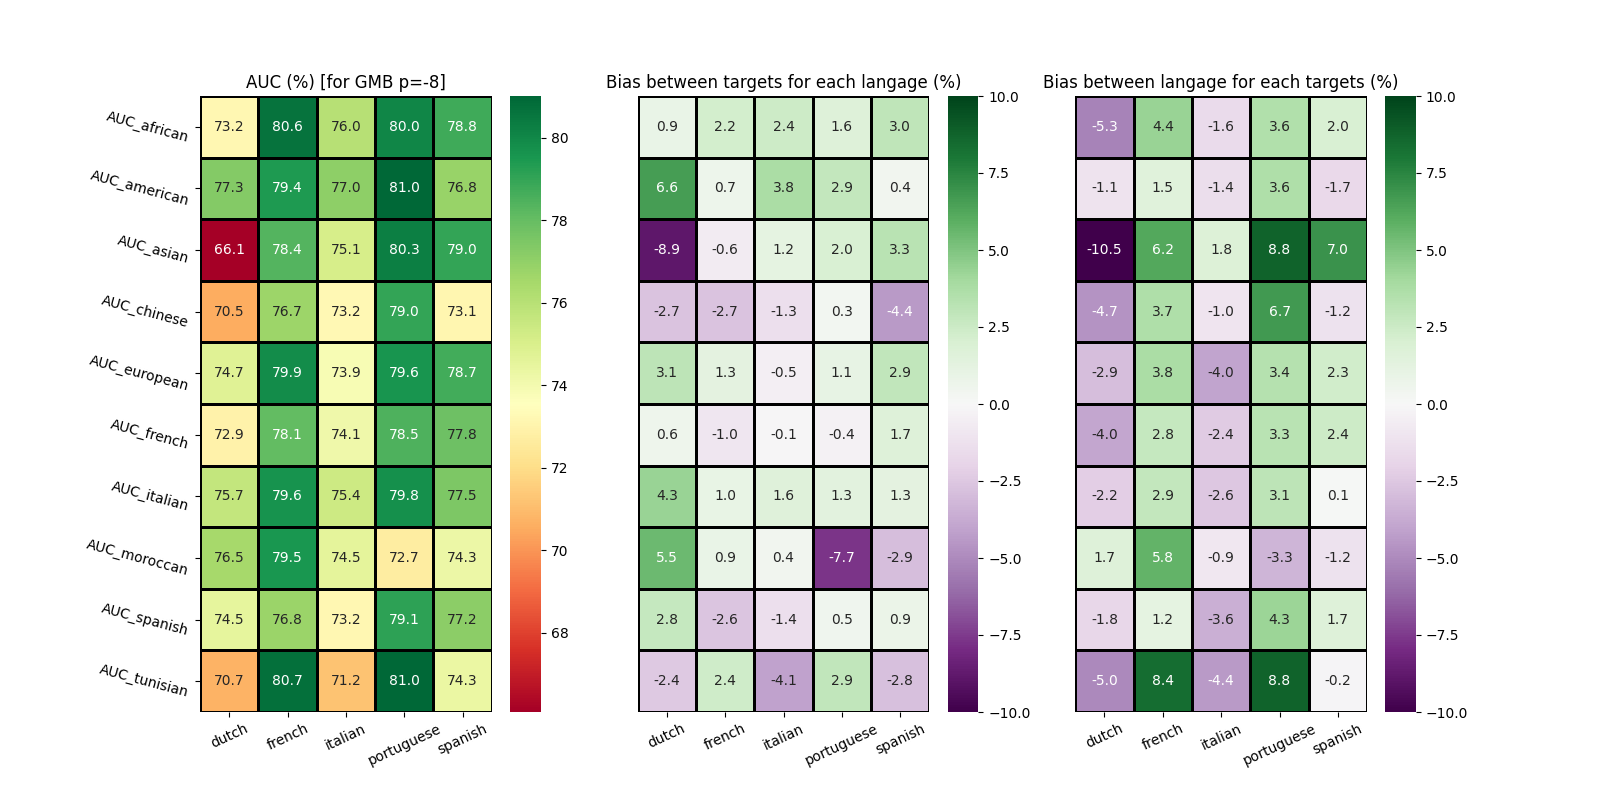 AUC (%) [for GMB p=-8]
Bias between targets for each langage (%)
Bias between langage for each targets (%)
AUC_african 73.2 80.6 76.0 80.0 78.8
AUC_american 77.3 79.4 77.0 81.0 76.8
AUC_asian 66.1 78.4 75.1 80.3 79.0
AUC_chinese 70.5 76.7 73.2 79.0 73.1
AUC_european 74.7 79.9 73.9 79.6 78.7
AUC_french 72.9 78.1 74.1 78.5 77.8
AUC_italian 75.7 79.6 75.4 79.8 77.5
AUC_moroccan 76.5 79.5 74.5 72.7 74.3
AUC_spanish 74.5 76.8 73.2 79.1 77.2
AUC_tunisian 70.7 80.7 71.2 81.0 74.3
dutch french italian portuguese spanish
80
78
76
74
72
70
68
0.9 2.2 2.4 1.6 3.0
6.6 0.7 3.8 2.9 0.4
-8.9 -0.6 1.2 2.0 3.3
-2.7 -2.7 -1.3 0.3 -4.4
3.1 1.3 -0.5 1.1 2.9
0.6 -1.0 -0.1 -0.4 1.7
4.3 1.0 1.6 1.3 1.3
5.5 0.9 0.4 -7.7 -2.9
2.8 -2.6 -1.4 0.5 0.9
-2.4 2.4 -4.1 2.9 -2.8
dutch french italian portuguese spanish
10.0
7.5
5.0
2.5
0.0
−2.5
−5.0
−7.5
−10.0
-5.3 4.4 -1.6 3.6 2.0
-1.1 1.5 -1.4 3.6 -1.7
-10.5 6.2 1.8 8.8 7.0
-4.7 3.7 -1.0 6.7 -1.2
-2.9 3.8 -4.0 3.4 2.3
-4.0 2.8 -2.4 3.3 2.4
-2.2 2.9 -2.6 3.1 0.1
1.7 5.8 -0.9 -3.3 -1.2
-1.8 1.2 -3.6 4.3 1.7
-5.0 8.4 -4.4 8.8 -0.2
dutch french italian portuguese spanish
10.0
7.5
5.0
2.5
0.0
−2.5
−5.0
−7.5
−10.0